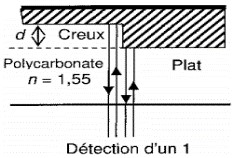 d Creux
Polycarbonate
n = 1,55
Plat
Détection d'un 1